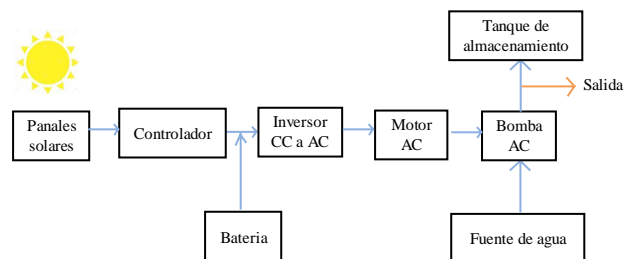 Tanque de
almacenamiento
Salida
Panales
solares
Controlador
Inversor
CC a AC
Motor
AC
Bomba
AC
Bateria
Fuente de agua